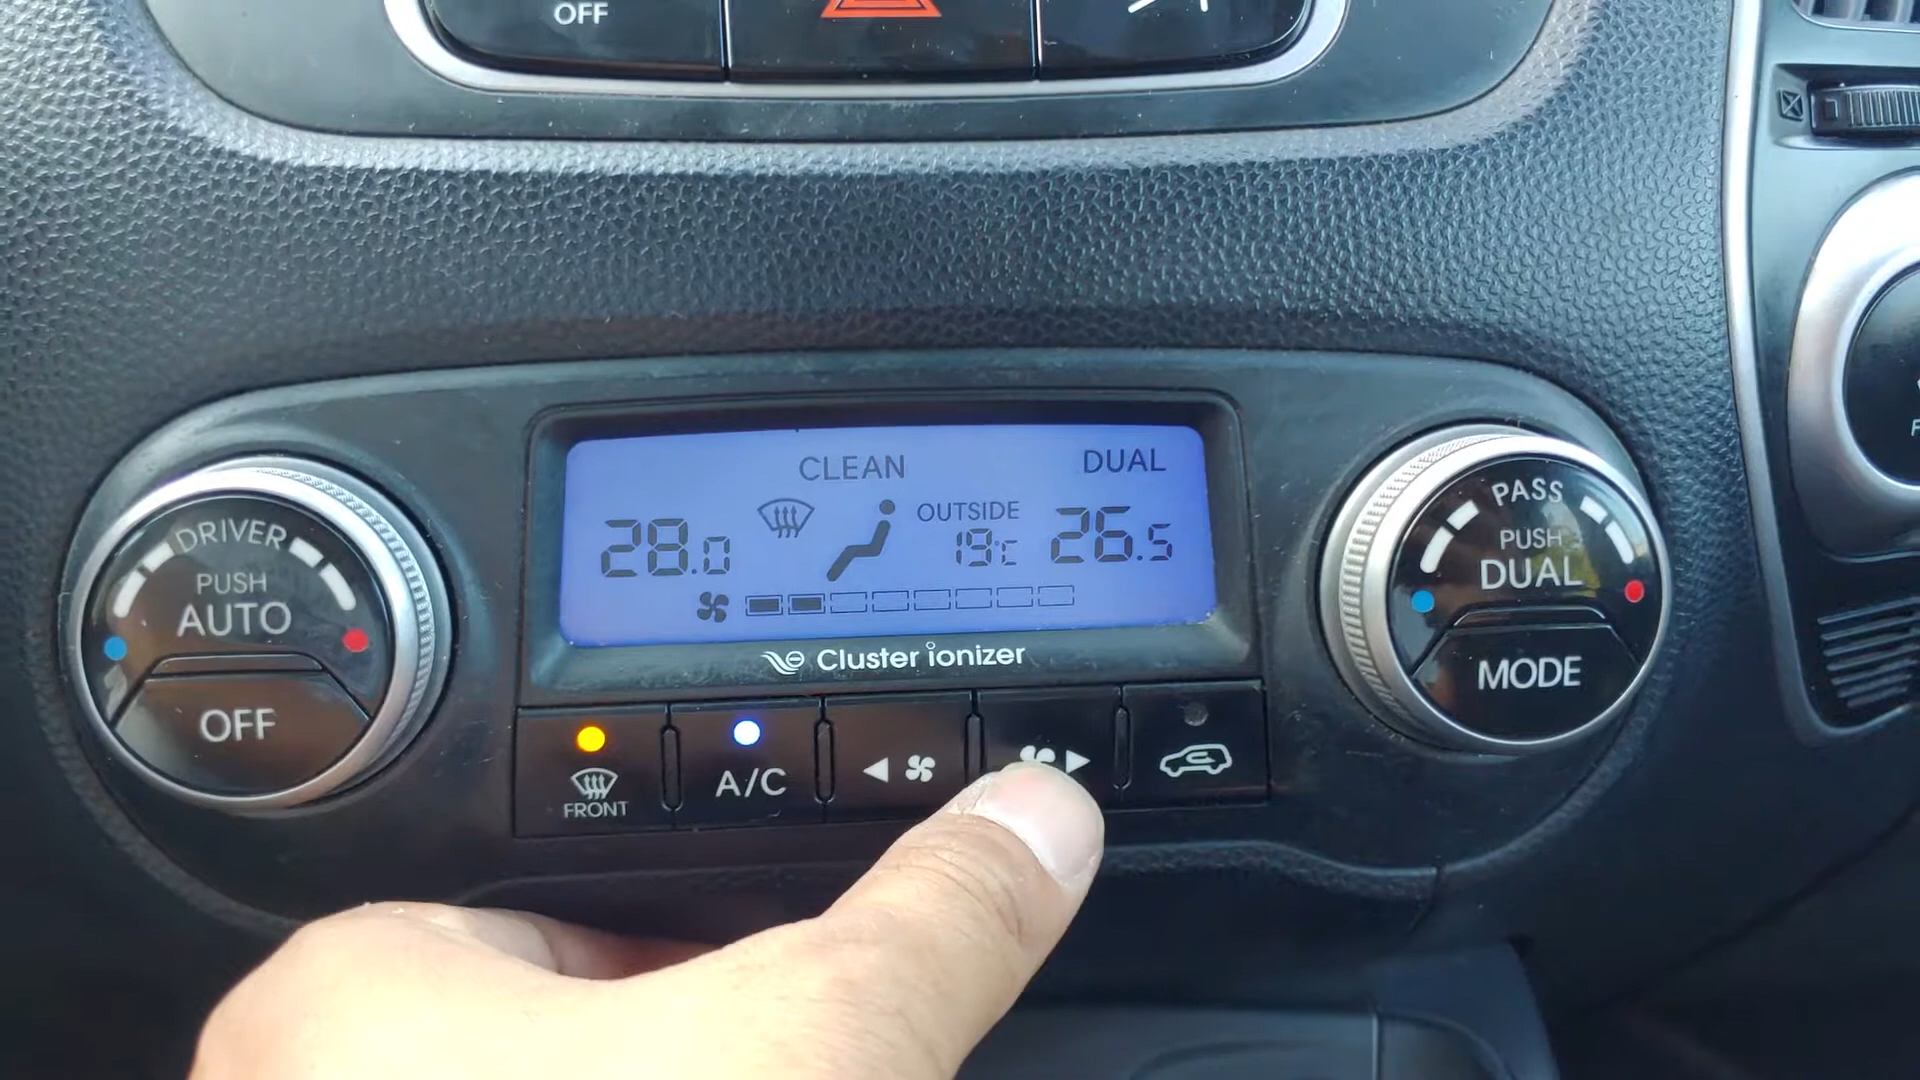 OFF
CLEAN
DUAL
OUTSIDE
28.0
19°C
26.5
Cluster ionizer
DRIVER
PUSH
AUTO
OFF
FRONT
A/C
PASS
PUSH
DUAL
MODE